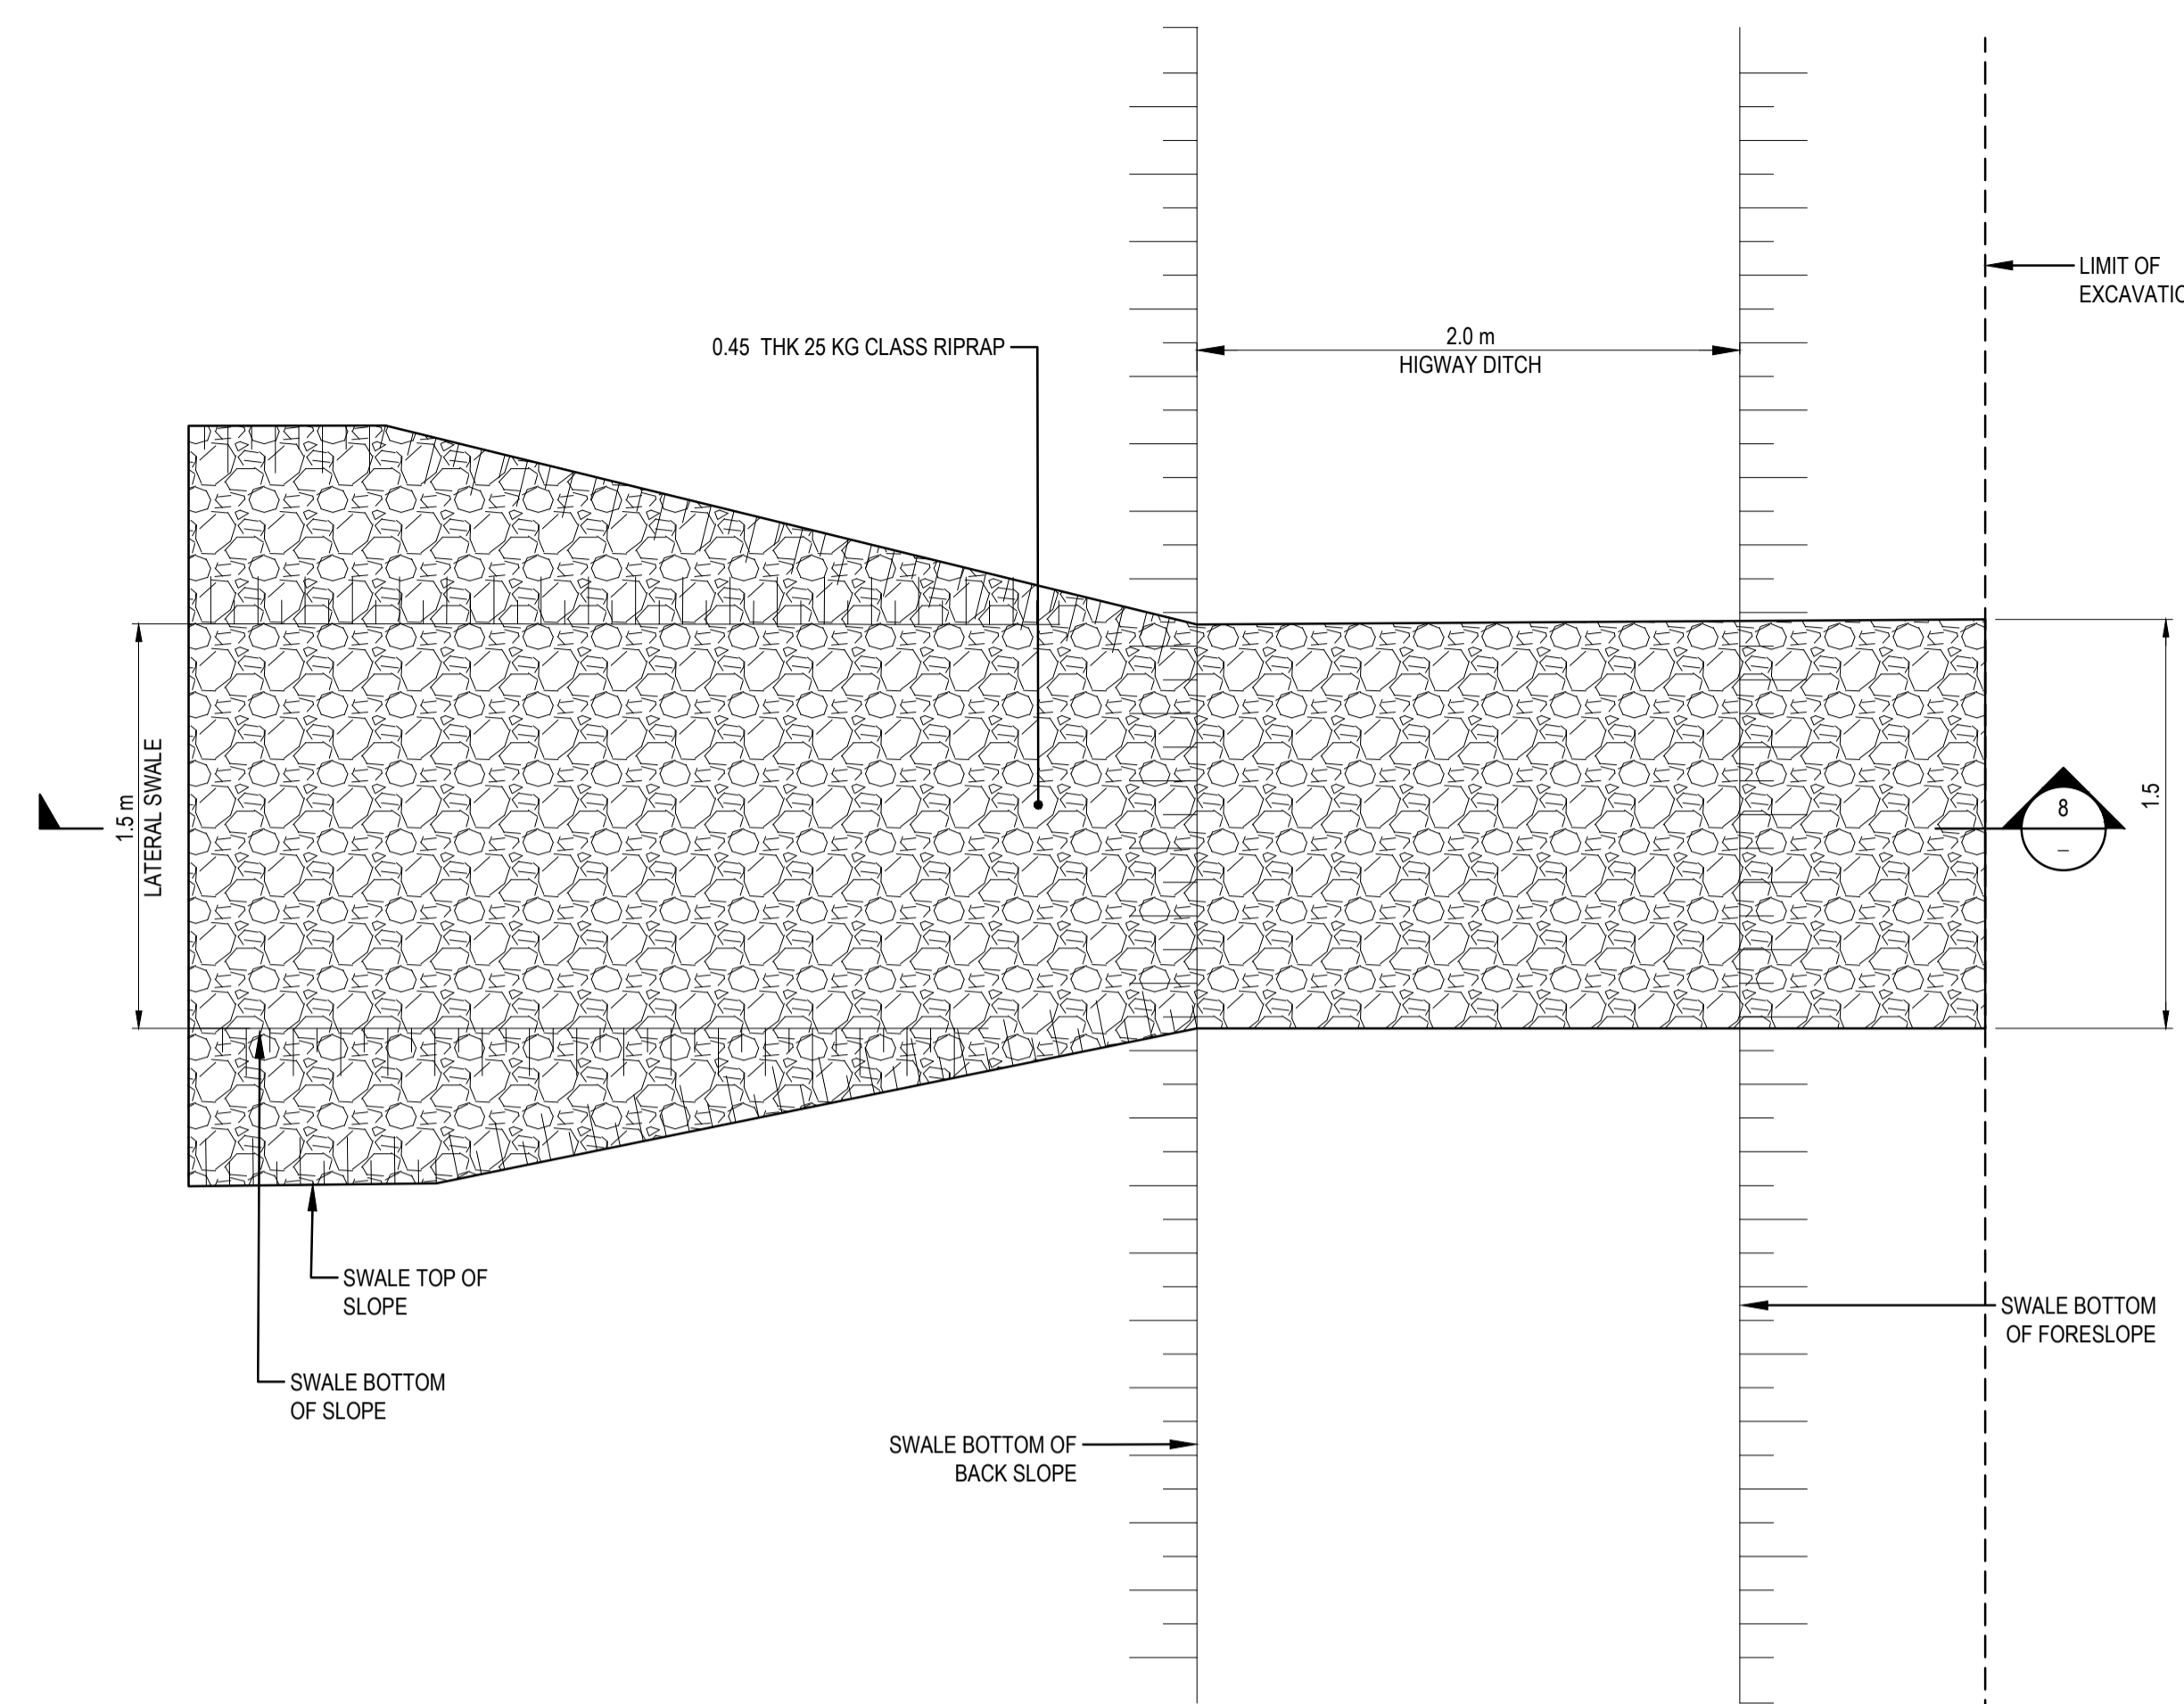 LIMIT OF
EXCAVATIO
2.0 m
HIGWAY DITCH
0.45 THK 25 KG CLASS RIPRAP
1.5 m
LATERAL SWALE
8
–
1.5
SWALE TOP OF
SLOPE
SWALE BOTTOM
OF SLOPE
SWALE BOTTOM
OF FORESLOPE
SWALE BOTTOM OF
BACK SLOPE